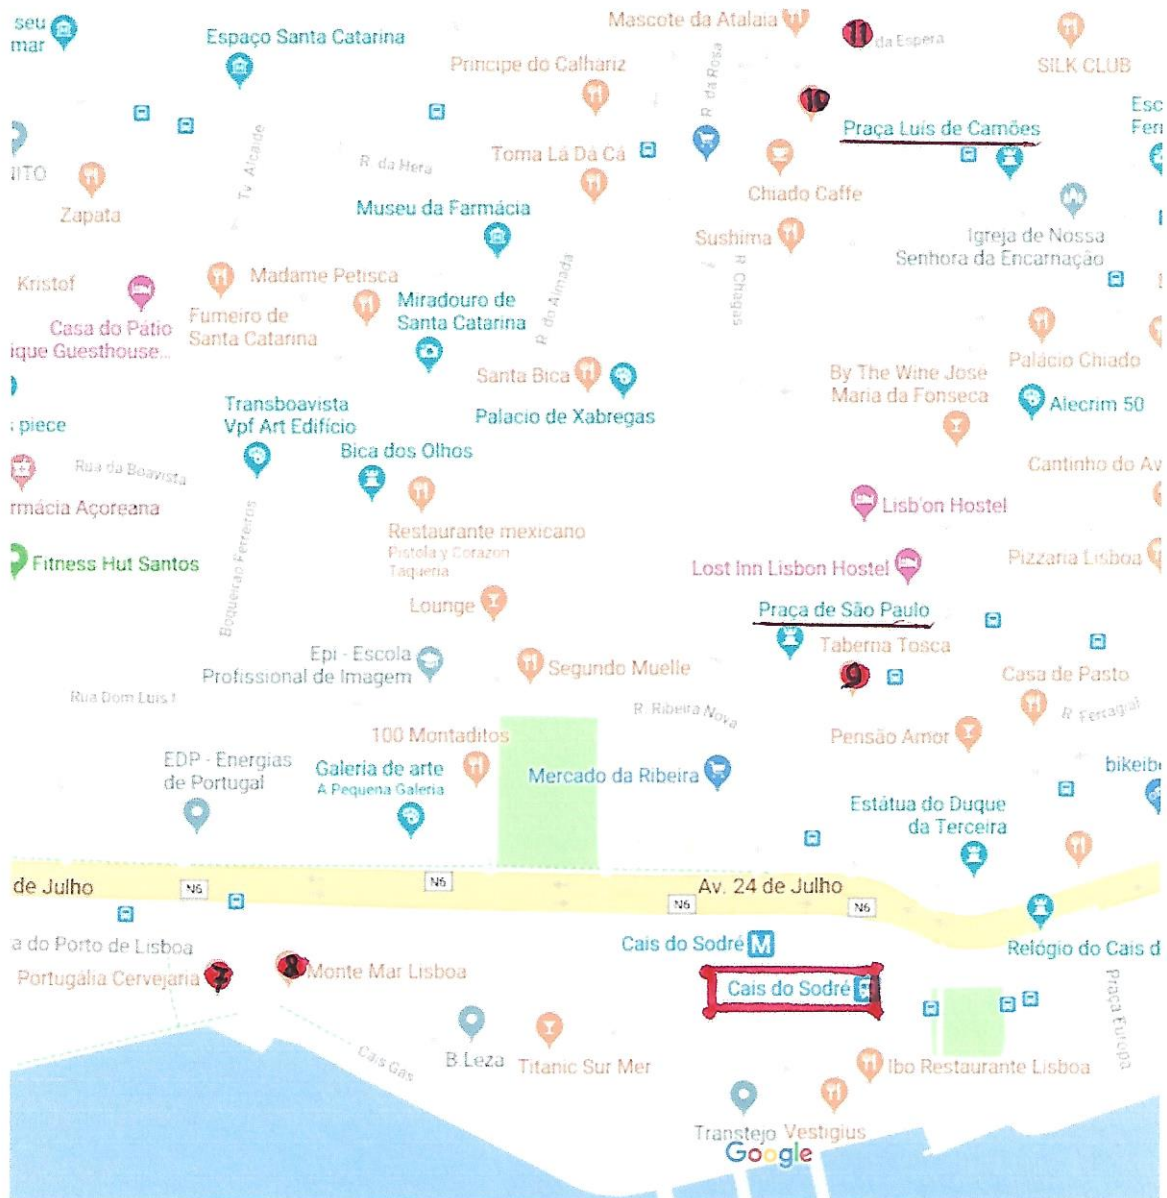 seu
mar
Espaço Santa Catarina
Mascote da Atalaia
11
da Espera
SILK CLUB
Príncipe do Calhariz
R. da Rosa
10
Esc
Fer
Praça Luís de Camões
NITO
Tv. Alcaide
R. da Hera
Toma Lá Dá Cá
Chiado Caffe
Zapata
Museu da Farmácia
Sushima
Igreja de Nossa
Senhora da Encarnação
Kristof
Madame Petisca
R. do Almada
R. Chagas
Casa do Pátio
ique Guesthouse...
Fumeiro de
Santa Catarina
Miradouro de
Santa Catarina
Palácio Chiado
Santa Bica
By The Wine Jose
Maria da Fonseca
Transboavista
Vpf Art Edifício
Palacio de Xabregas
Alecrim 50
s piece
Bica dos Olhos
Rua da Boavista
Cantinho do Av
rmácia Açoreana
Lisb'on Hostel
Restaurante mexicano
Pistola y Corazon
Taqueria
Fitness Hut Santos
Boqueirão Ferreiros
Lost Inn Lisbon Hostel
Pizzaria Lisboa
Lounge
Praça de São Paulo
Taberna Tosca
Epi - Escola
Profissional de Imagem
Segundo Muelle
9
Casa de Pasto
Rua Dom Luis I
R. Ribeira Nova
R. Ferragial
100 Montaditos
Pensão Amor
EDP - Energias
de Portugal
Galeria de arte
A Pequena Galeria
Mercado da Ribeira
bikeibe
Estátua do Duque
da Terceira
de Julho
N6
N6
Av. 24 de Julho
N6
N6
a do Porto de Lisboa
Cais do Sodré M
Relógio do Cais d
Portugália Cervejaria
7
8
Monte Mar Lisboa
Cais do Sodré
Praça Europa
Cais Gás
B.Leza
Titanic Sur Mer
Ibo Restaurante Lisboa
Transtejo
Vestigius
Google